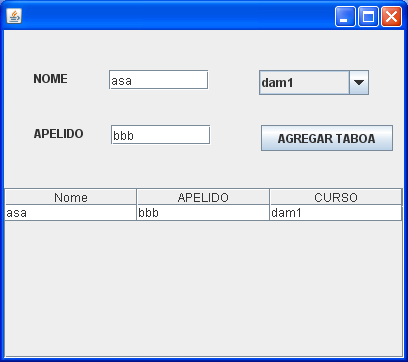 NOME asa dam1
APELIDO bbb AGREGAR TABOA
Nome APELIDO CURSO
asa bbb dam1